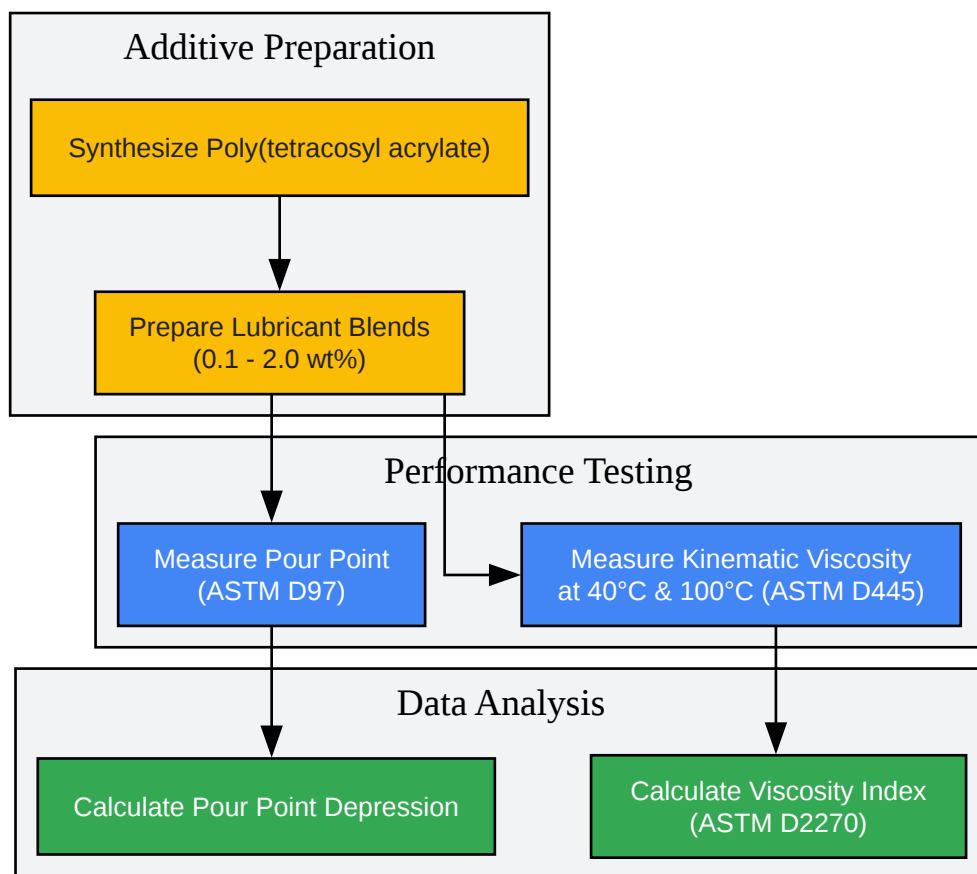 Additive Preparation
Synthesize Poly(tetracosyl acrylate)
Prepare Lubricant Blends
(0.1 - 2.0 wt%)
Performance Testing
Measure Pour Point
(ASTM D97)
Measure Kinematic Viscosity
at 40°C & 100°C (ASTM D445)
Data Analysis
Calculate Pour Point Depression
Calculate Viscosity Index
(ASTM D2270)